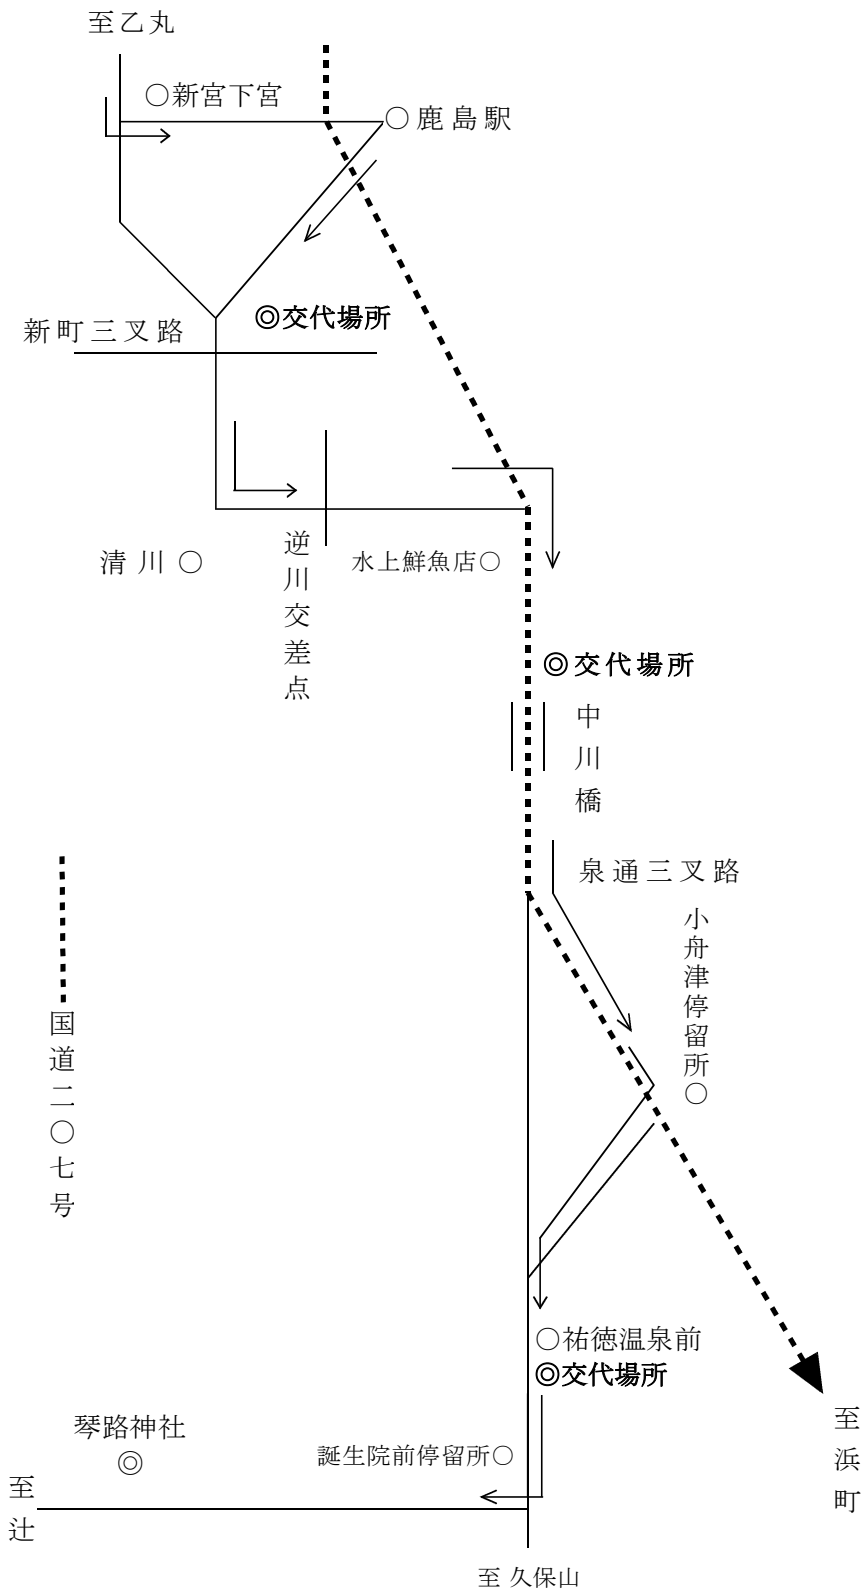 至乙丸
○新宮下宮
○鹿島駅
◎交代場所
新町三叉路
清川○
逆川交差点
水上鮮魚店○
◎交代場所
中川橋
泉通三叉路
小舟津停留所○
国道二〇七号
○祐徳温泉前
◎交代場所
至浜町
琴路神社
◎
誕生院前停留所○
至辻
至 久保山